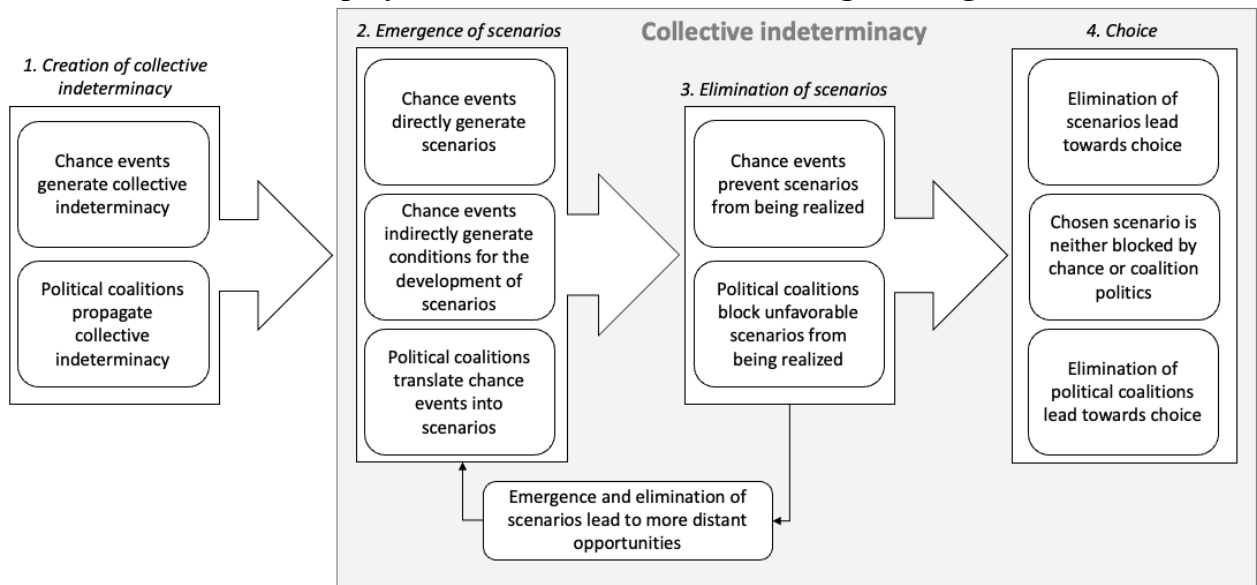 1. Creation of collective
indeterminacy
Chance events
generate collective
indeterminacy
Political coalitions
propagate
collective
indeterminacy
Collective indeterminacy
2. Emergence of scenarios
Chance events
directly generate
scenarios
Chance events
indirectly generate
conditions for the
development of
scenarios
Political coalitions
translate chance
events into
scenarios
3. Elimination of scenarios
Chance events
prevent scenarios
from being realized
Political coalitions
block unfavorable
scenarios from
being realized
4. Choice
Elimination of
scenarios lead
towards choice
Chosen scenario is
neither blocked by
chance or coalition
politics
Elimination of
political coalitions
lead towards choice
Emergence and elimination of
scenarios lead to more distant
opportunities